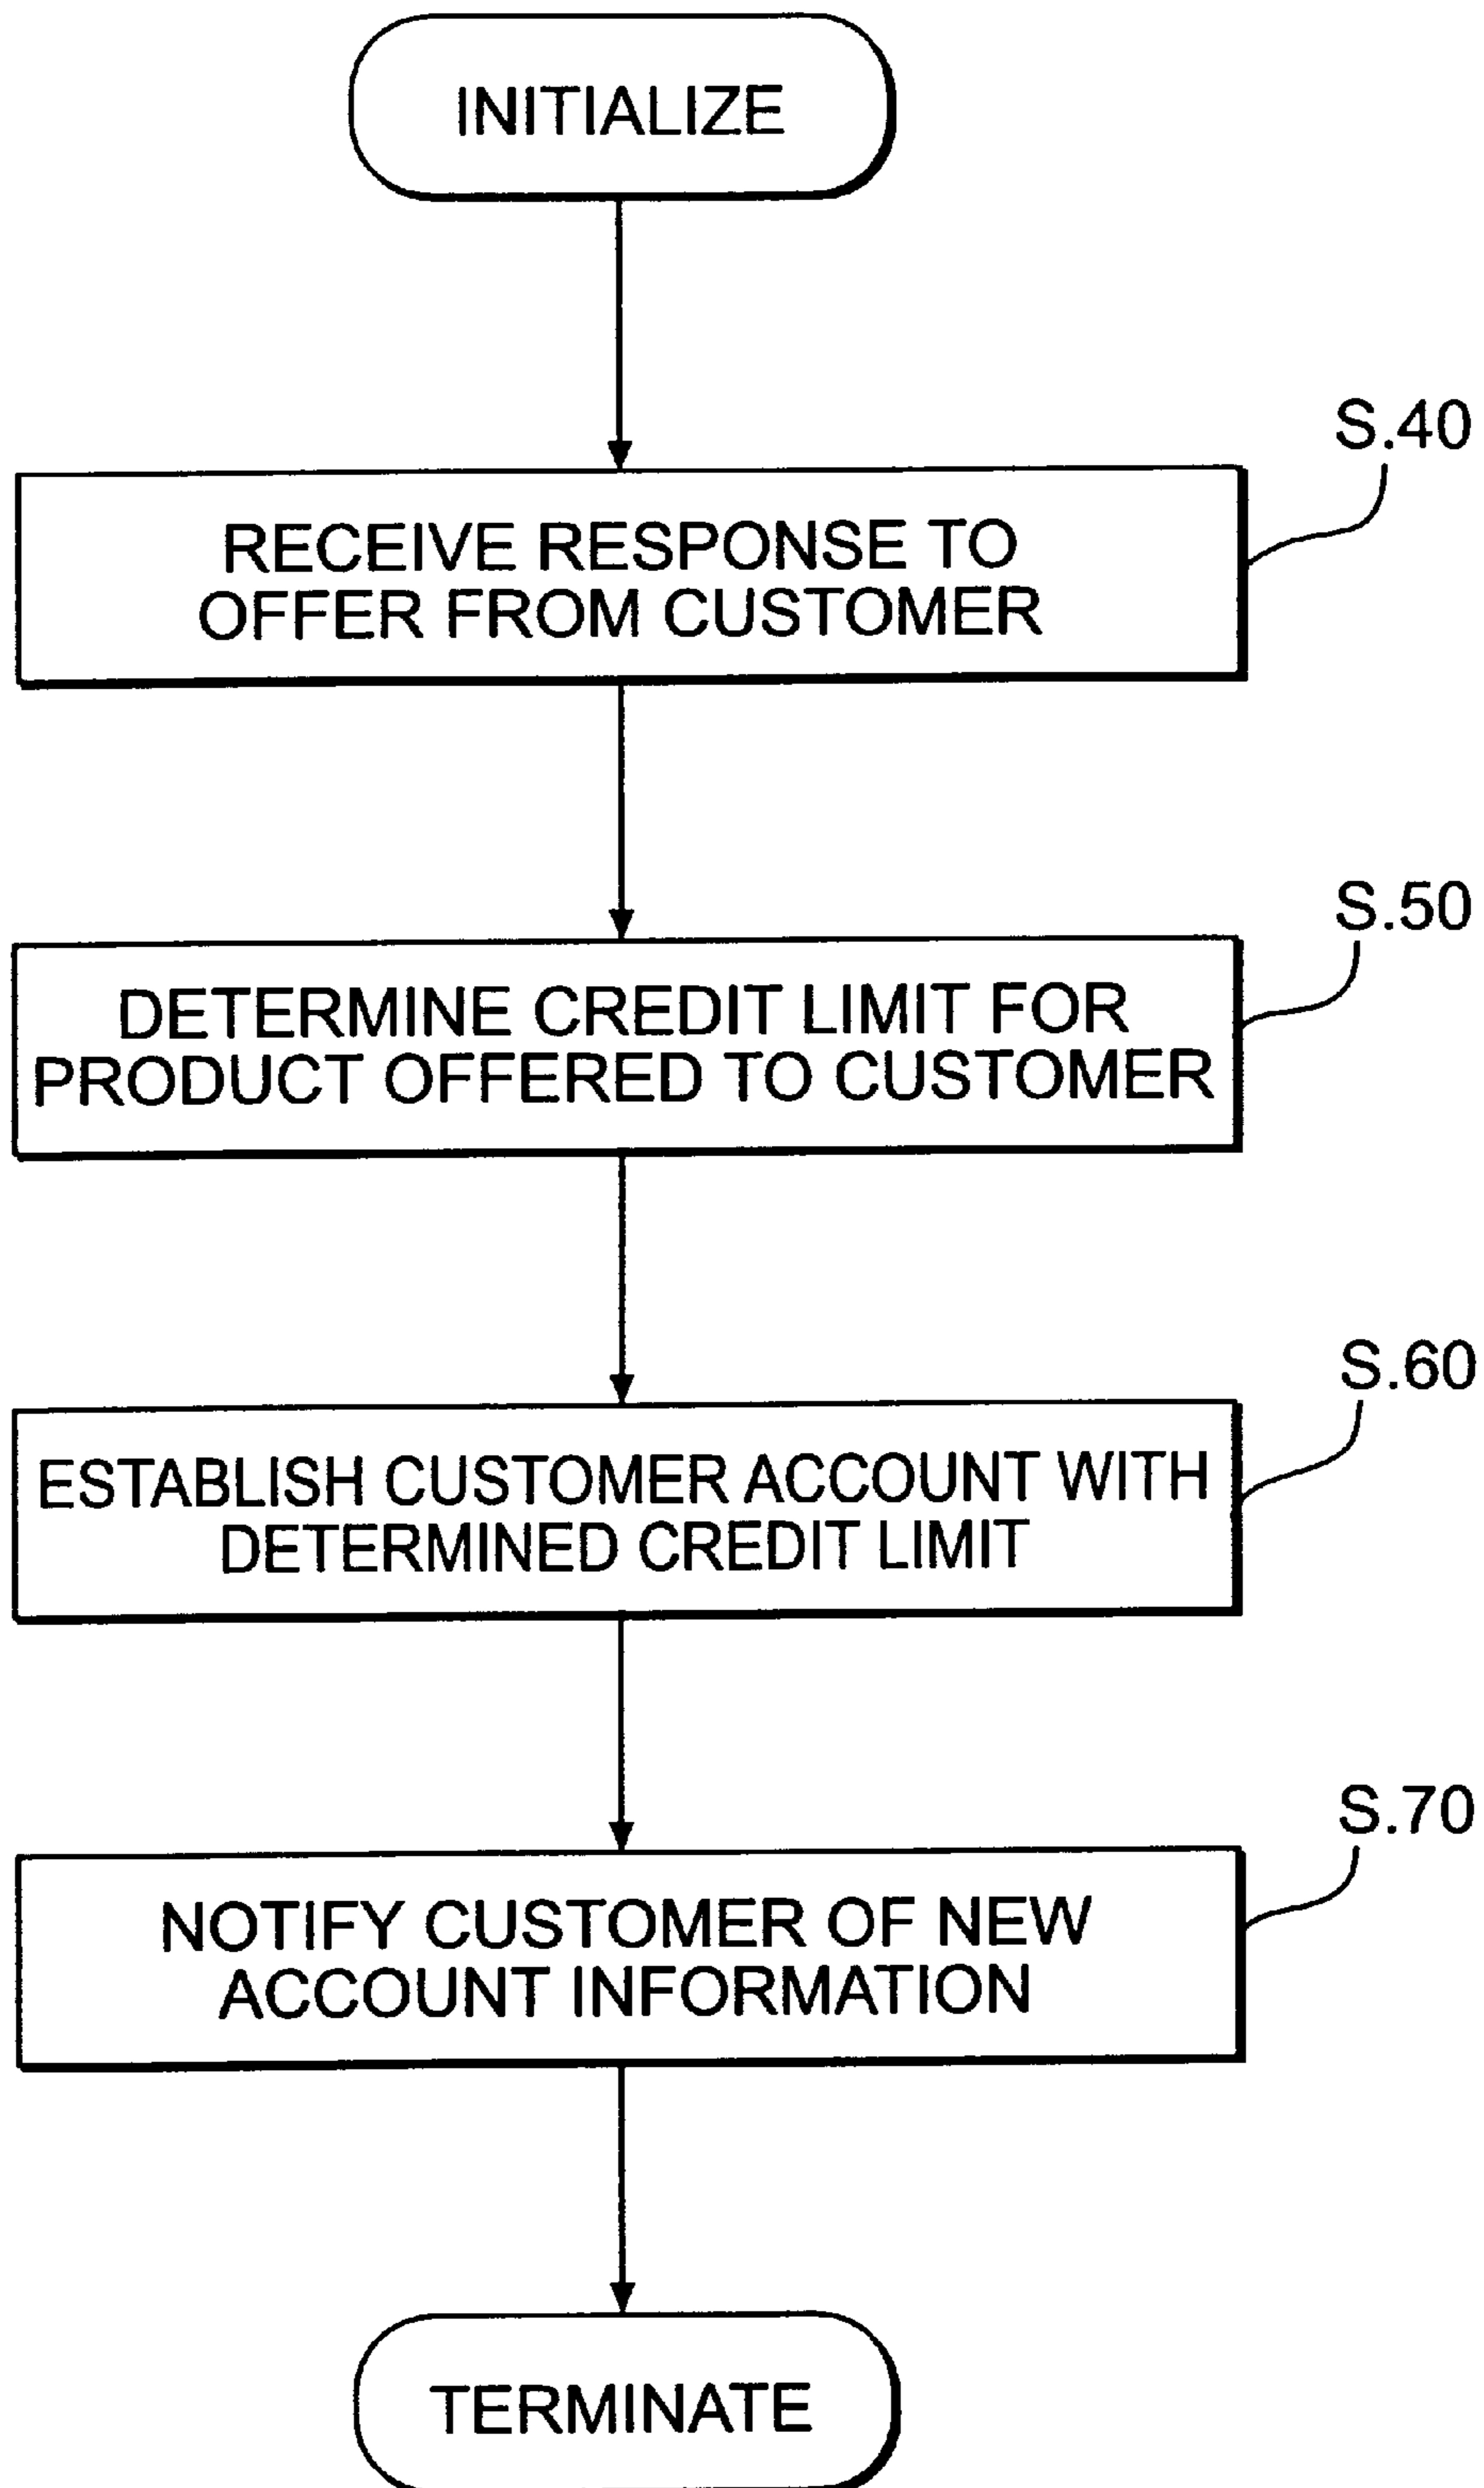 INITIALIZE
S.40
RECEIVE RESPONSE TO
OFFER FROM CUSTOMER
S.50
DETERMINE CREDIT LIMIT FOR
PRODUCT OFFERED TO CUSTOMER
S.60
ESTABLISH CUSTOMER ACCOUNT WITH
DETERMINED CREDIT LIMIT
S.70
NOTIFY CUSTOMER OF NEW
ACCOUNT INFORMATION
TERMINATE